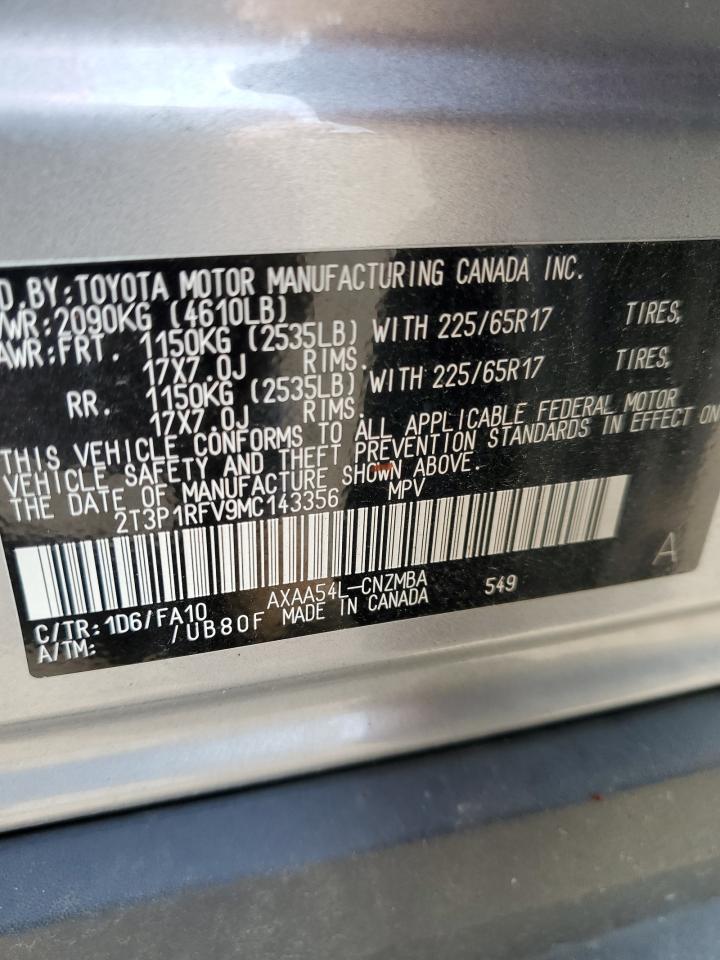 D.BY:TOYOTA MOTOR MANUFACTURING CANADA INC.
WR:2090KG (4610LB)
AWR:FRT. 1150KG (2535LB) WITH 225/65R17 TIRES,
17X7.0J RIMS.
RR. 1150KG (2535LB) WITH 225/65R17 TIRES,
17X7.0J RIMS.
THIS VEHICLE CONFORMS TO ALL APPLICABLE FEDERAL MOTOR
VEHICLE SAFETY AND THEFT PREVENTION STANDARDS IN EFFECT ON
THE DATE OF MANUFACTURE SHOWN ABOVE.
2T3P1RFV9MC143356 MPV
A
C/TR:1D6/FA10 AXAA54L-CNZMBA 549
A/TM: /UB80F MADE IN CANADA